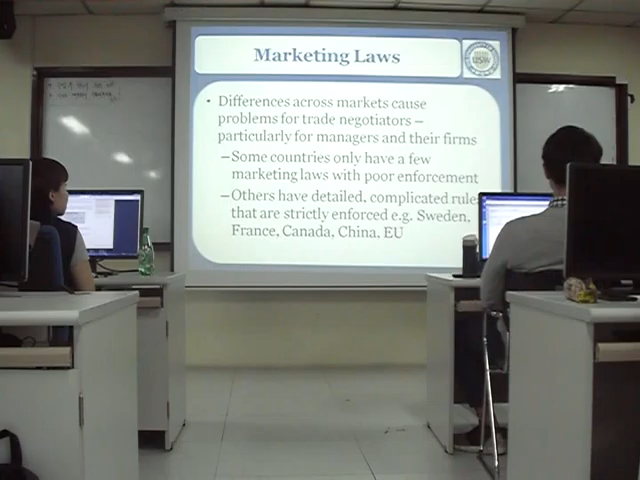 Marketing Laws
USW
• Differences across markets cause
problems for trade negotiators –
particularly for managers and their firms
–Some countries only have a few
marketing laws with poor enforcement
–Others have detailed, complicated rules
that are strictly enforced e.g. Sweden,
France, Canada, China, EU